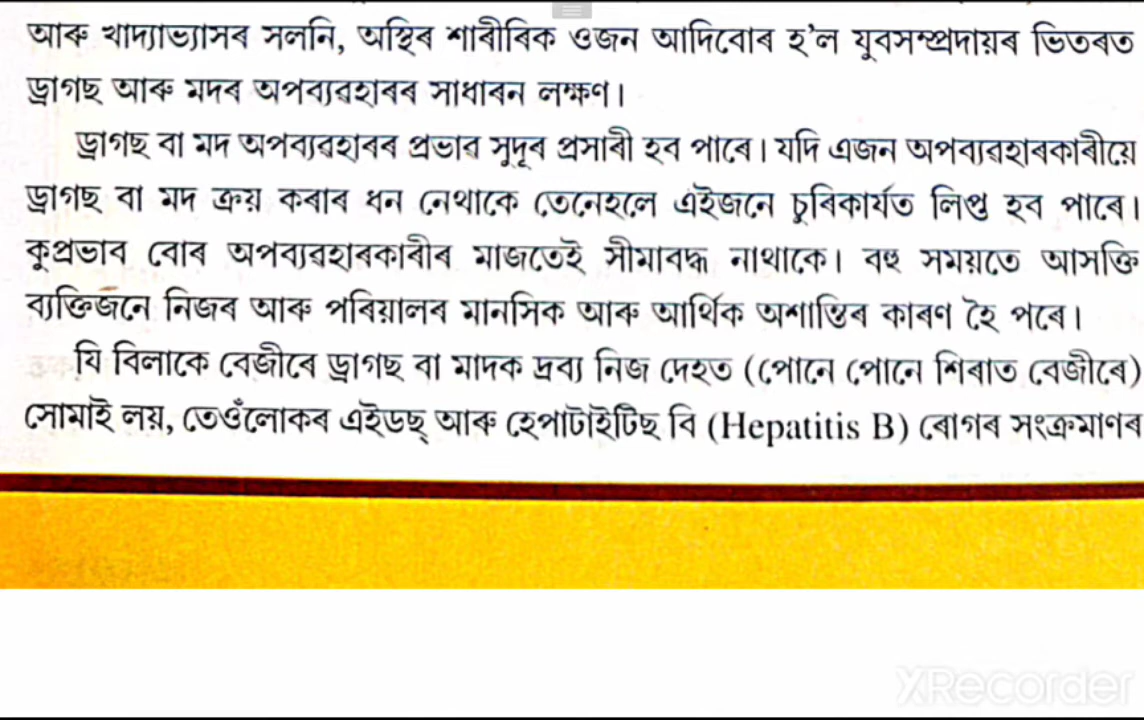 আৰু খাদ্যাভ্যাসৰ সলনি, অস্থিৰ শাৰীৰিক ওজন আদিবোৰ হ'ল যুবসম্প্ৰদায়ৰ ভিতৰত
ড্ৰাগছ আৰু মদৰ অপব্যৱহাৰৰ সাধাৰন লক্ষণ।
ড্ৰাগছ বা মদ অপব্যৱহাৰৰ প্ৰভাৱ সুদূৰ প্ৰসাৰী হব পাৰে। যদি এজন অপব্যৱহাৰকাৰীয়ে
ড্ৰাগছ বা মদ ক্ৰয় কৰাৰ ধন নেথাকে তেনেহলে এইজনে চুৰিকাৰ্যত লিপ্ত হব পাৰে।
কুপ্ৰভাব বোৰ অপব্যৱহাৰকাৰীৰ মাজতেই সীমাবদ্ধ নাথাকে। বহু সময়তে আসক্তি
ব্যক্তিজনে নিজৰ আৰু পৰিয়ালৰ মানসিক আৰু আৰ্থিক অশান্তিৰ কাৰণ হৈ পৰে।
যি বিলাকে বেজীৰে ড্ৰাগছ বা মাদক দ্ৰব্য নিজ দেহত (পোনে পোনে শিৰাত বেজীৰে)
সোমাই লয়, তেওঁলোকৰ এইডছ্ আৰু হেপাটাইটিছ বি (Hepatitis B) ৰোগৰ সংক্ৰমাণৰ
XRecorder